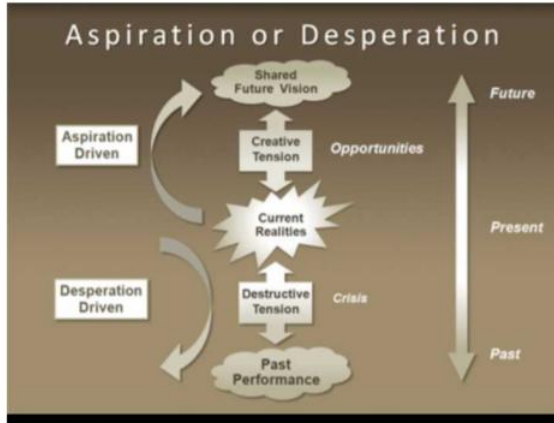 Aspiration or Desperation
Shared
Future Vision
Future
Aspiration
Driven
Creative
Tension
Opportunities
Current
Realities
Present
Desperation
Driven
Destructive
Tension
Crisis
Past
Performance
Past